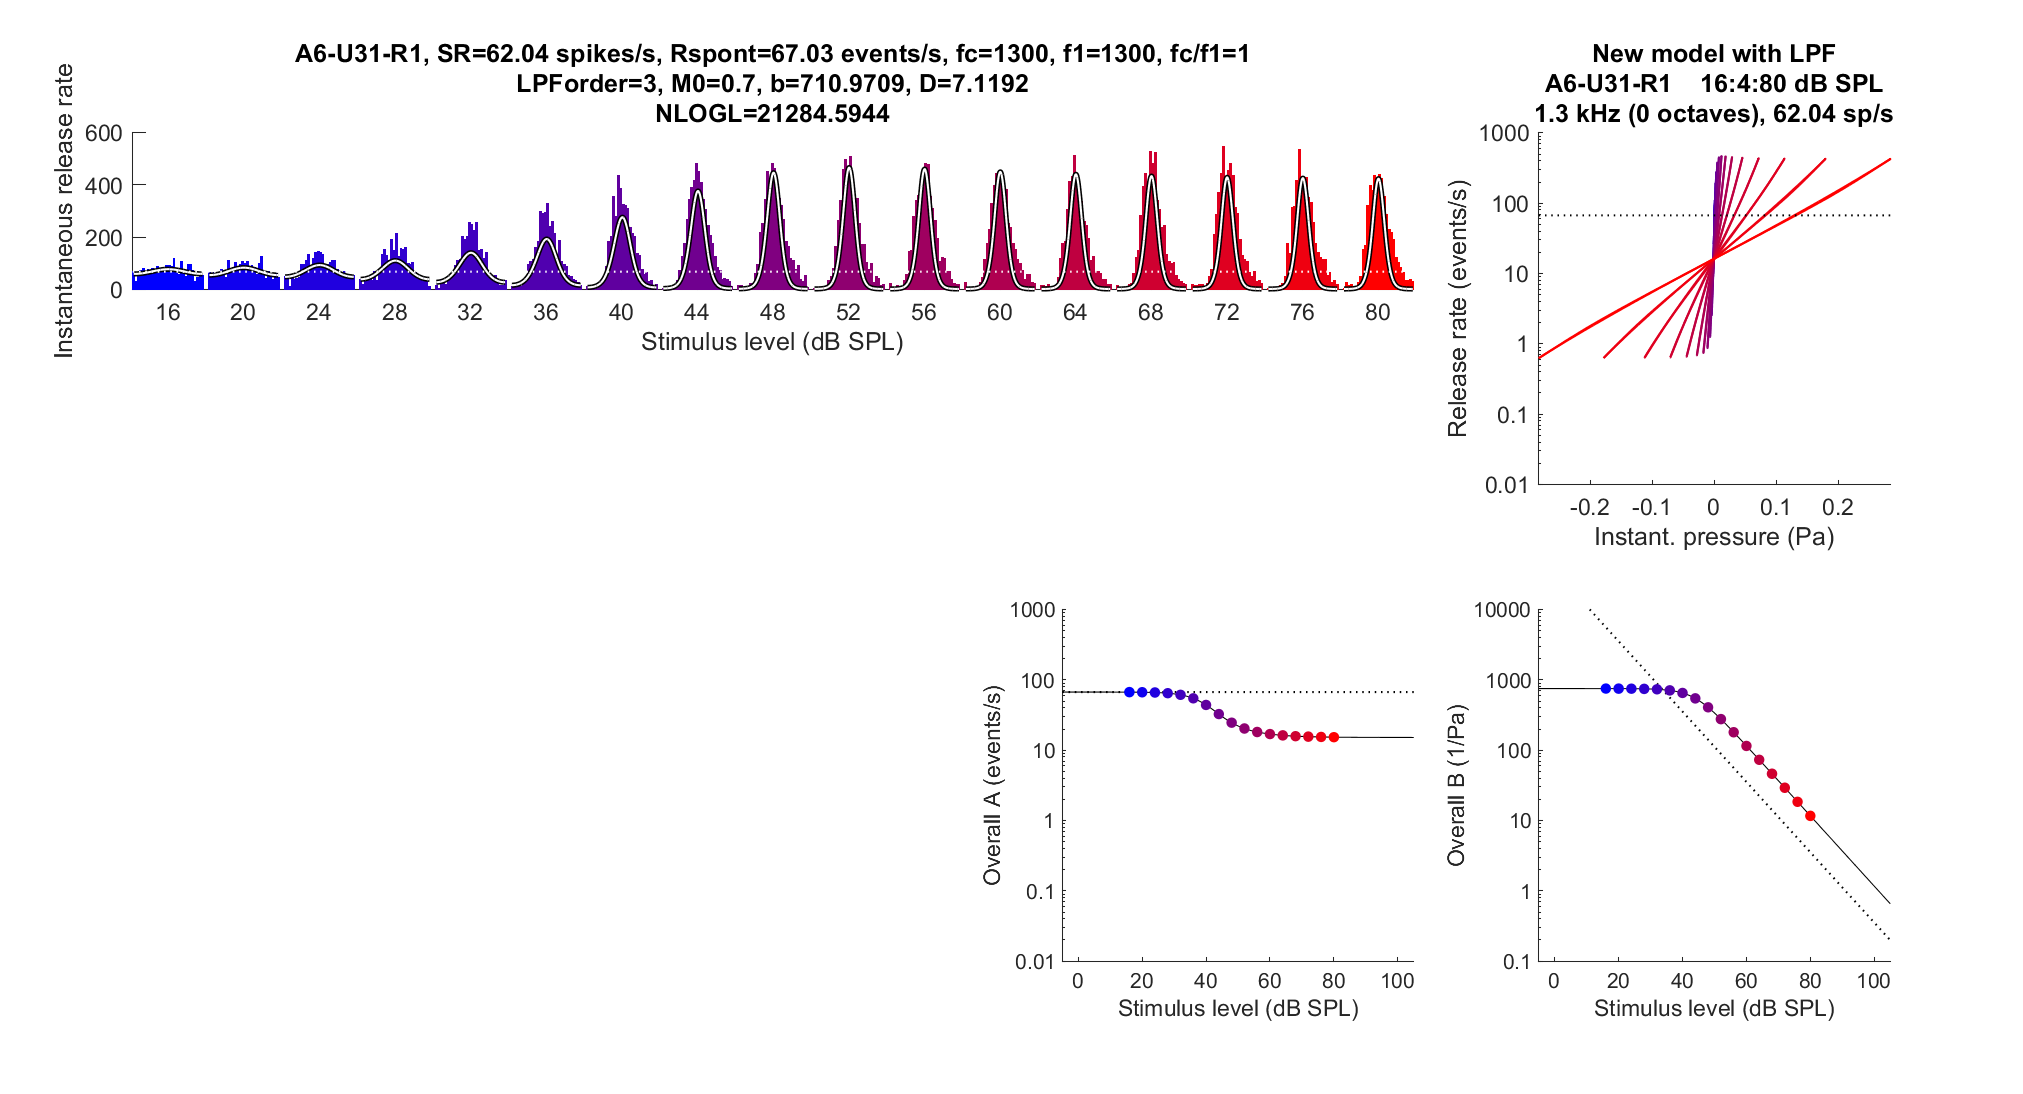 A6-U31-R1, SR=62.04 spikes/s, Rspont=67.03 events/s, fc=1300, f1=1300, fc/f1=1
LPForder=3, M0=0.7, b=710.9709, D=7.1192
NLOGL=21284.5944
Instantaneous release rate
600
400
200
0
16 20 24 28 32 36 40 44 48 52 56 60 64 68 72 76 80
Stimulus level (dB SPL)
New model with LPF
A6-U31-R1 16:4:80 dB SPL
1.3 kHz (0 octaves), 62.04 sp/s
Release rate (events/s)
1000
100
10
1
0.1
0.01
-0.2 -0.1 0 0.1 0.2
Instant. pressure (Pa)
Overall A (events/s)
1000
100
10
1
0.1
0.01
0 20 40 60 80 100
Stimulus level (dB SPL)
Overall B (1/Pa)
10000
1000
100
10
1
0.1
0 20 40 60 80 100
Stimulus level (dB SPL)